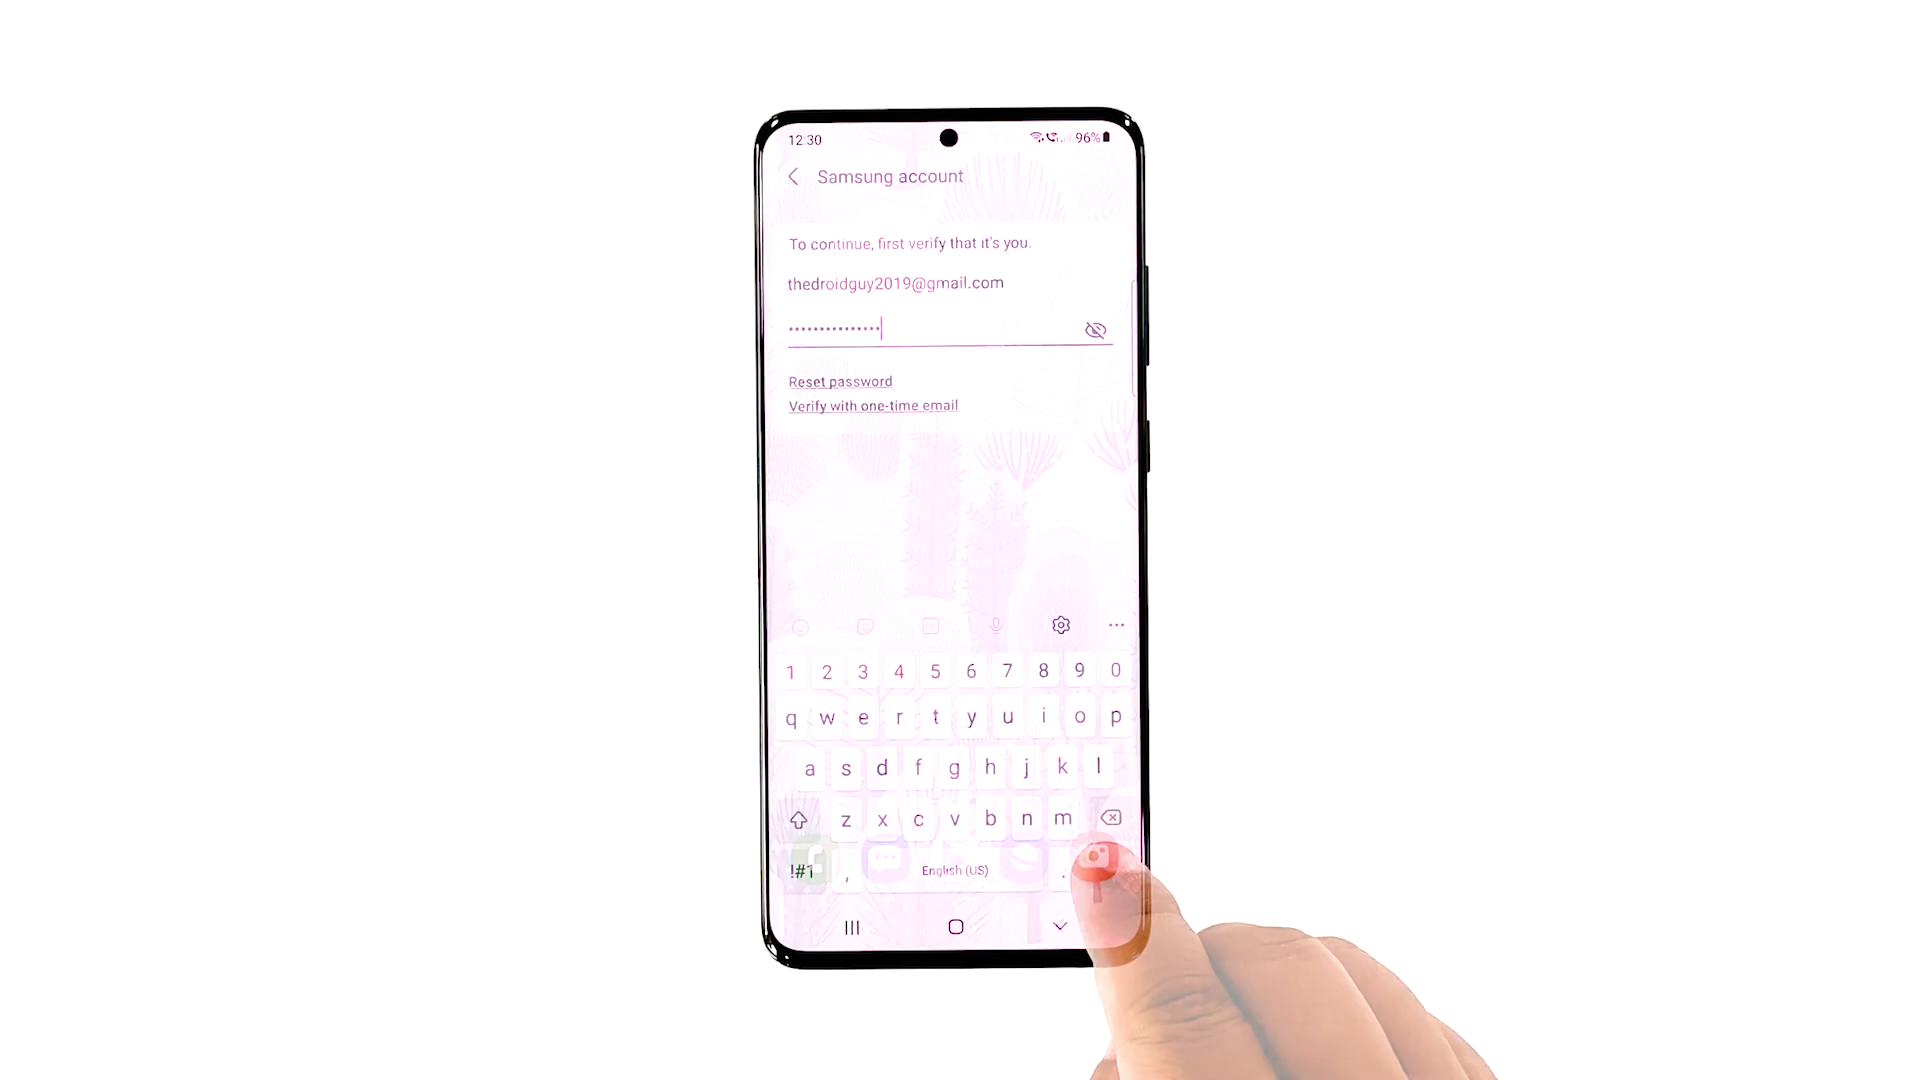 12:30 96%
Samsung account
To continue, first verify that it's you.
thedroidguy2019@gmail.com
•••••••••••••••
Reset password
Verify with one-time email
1 2 3 4 5 6 7 8 9 0
q w e r t y u i o p
a s d f g h j k l
z x c v b n m
!#1 , English (US) .